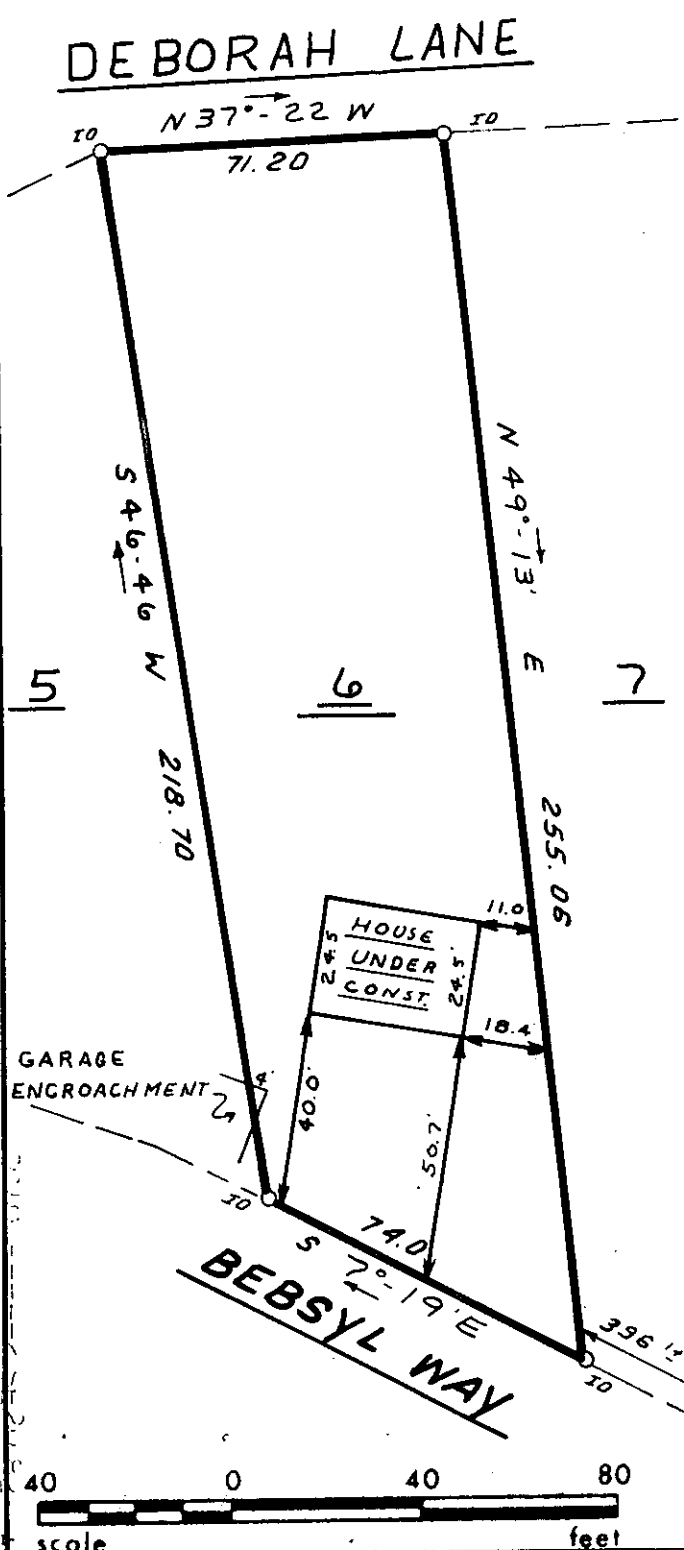 DEBORAH LANE
N 37°-22 W
IO
IO
71.20
S 46-46 W 218.70
N 49°-13' E 255.06
5
6
7
11.0
HOUSE
UNDER
CONST.
24.5
24.5'
18.4
GARAGE
ENCROACHMENT
4'
40.0'
50.7'
IO
74.0
S 7°-19'E
BEBSYL WAY
396'±
IO
40 0 40 80
scale feet